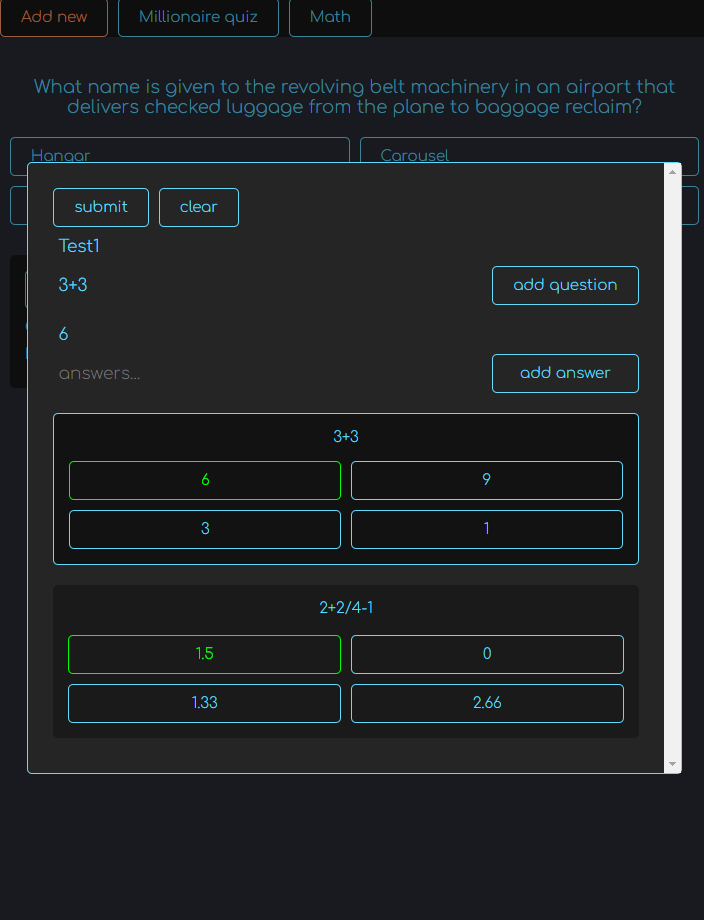 Add new
Millionaire quiz
Math
What name is given to the revolving belt machinery in an airport that
delivers checked luggage from the plane to baggage reclaim?
Hangar
Carousel
submit
clear
Test1
3+3
add question
6
answers...
add answer
3+3
6
9
3
1
2+2/4-1
1.5
0
1.33
2.66